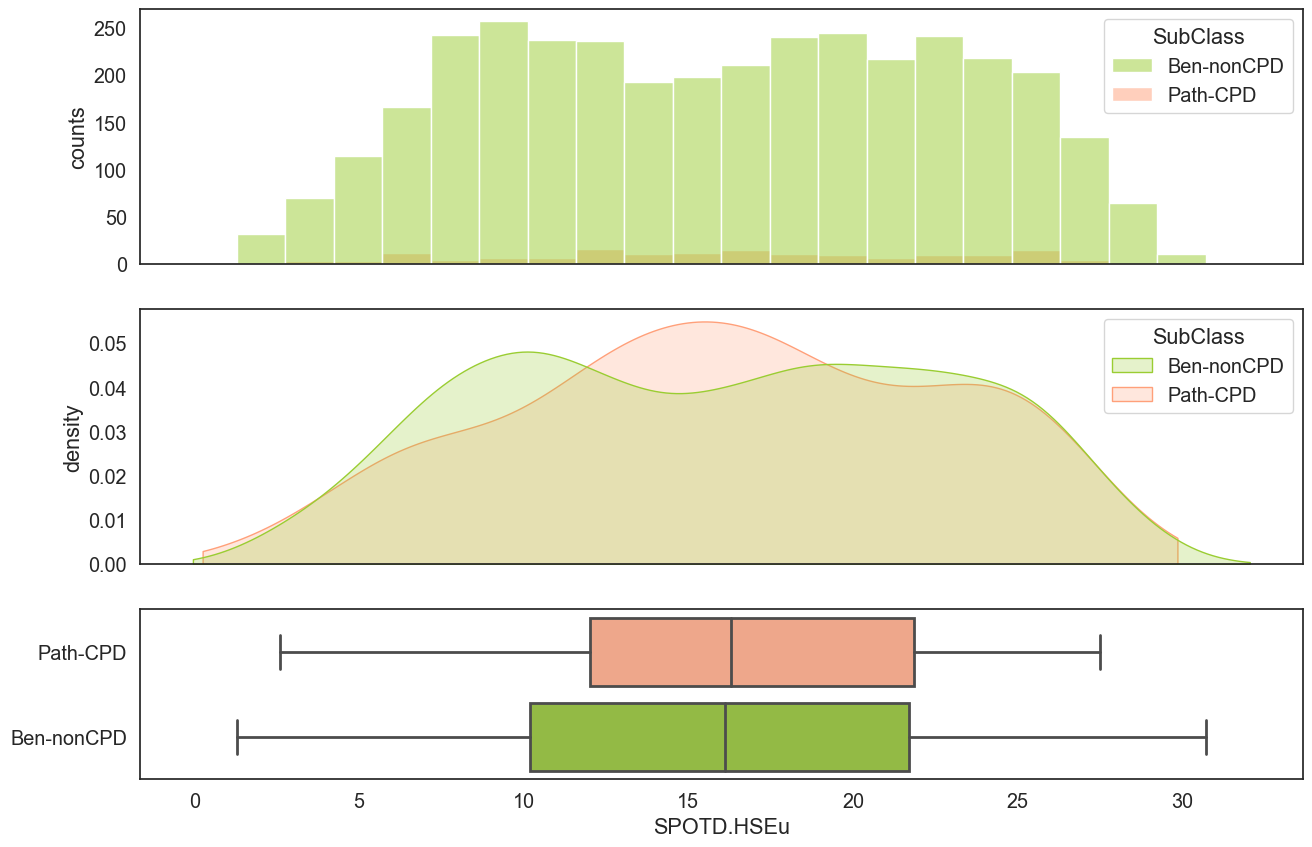 250
200
150
100
50
0
counts
SubClass
Ben-nonCPD
Path-CPD
0.05
0.04
0.03
0.02
0.01
0.00
density
SubClass
Ben-nonCPD
Path-CPD
Path-CPD
Ben-nonCPD
0 5 10 15 20 25 30
SPOTD.HSEu